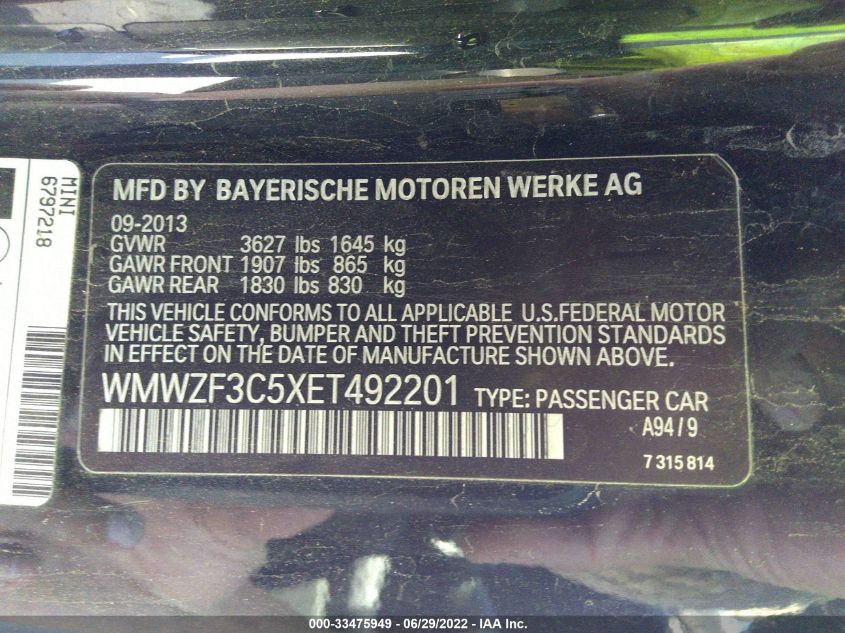 MINI
6797218
MFD BY BAYERISCHE MOTOREN WERKE AG
09-2013
GVWR 3627 lbs 1645 kg
GAWR FRONT 1907 lbs 865 kg
GAWR REAR 1830 lbs 830 kg
THIS VEHICLE CONFORMS TO ALL APPLICABLE U.S.FEDERAL MOTOR
VEHICLE SAFETY, BUMPER AND THEFT PREVENTION STANDARDS
IN EFFECT ON THE DATE OF MANUFACTURE SHOWN ABOVE.
WMWZF3C5XET492201 TYPE: PASSENGER CAR
A94 / 9
7 315 814
000-33475949 - 06/29/2022 - © IAA Inc.